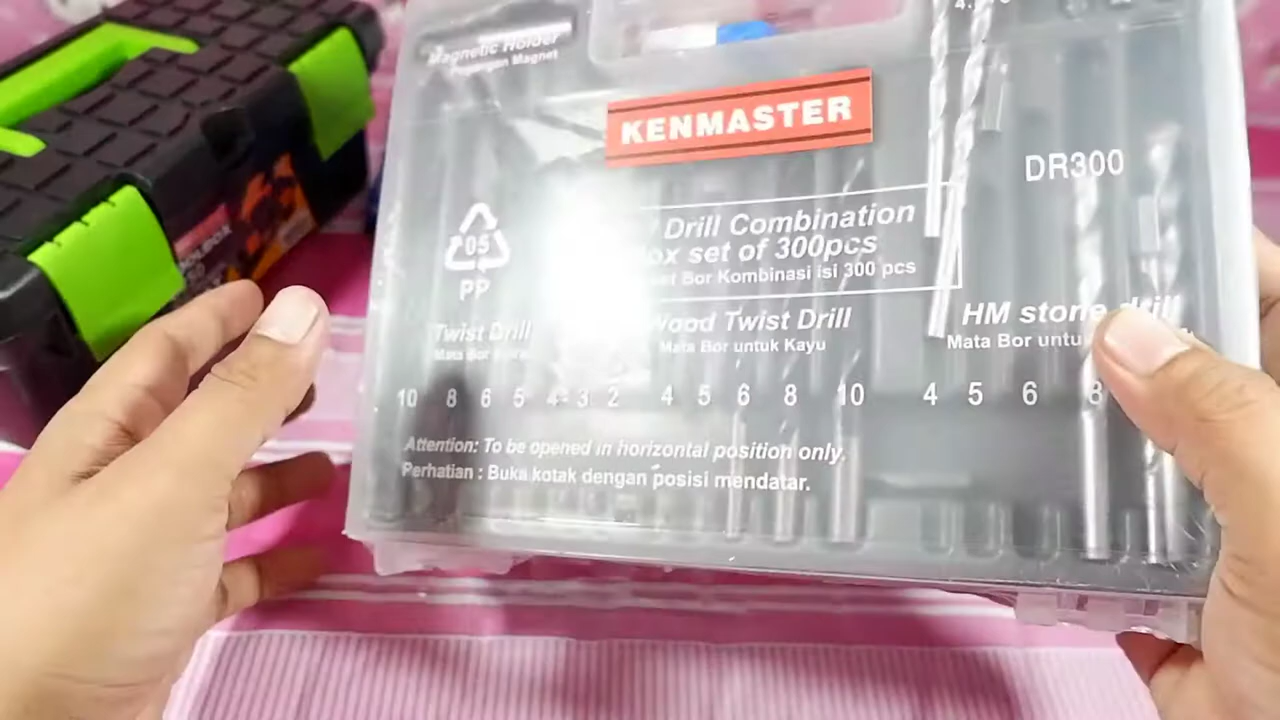 Magnetic Holder
Magnet
KENMASTER
DR300
05
PP
Drill Combination
set of 300pcs
Bor Kombinasi isi 300 pcs
Twist Drill
Mata Bor
Wood Twist Drill
Mata Bor untuk Kayu
HM stone drill
Mata Bor
10 8 6 5 4 3 2 4 5 6 8 10 4 5 6 8
Attention: To be opened in horizontal position only.
Perhatian : Buka kotak dengan posisi mendatar.